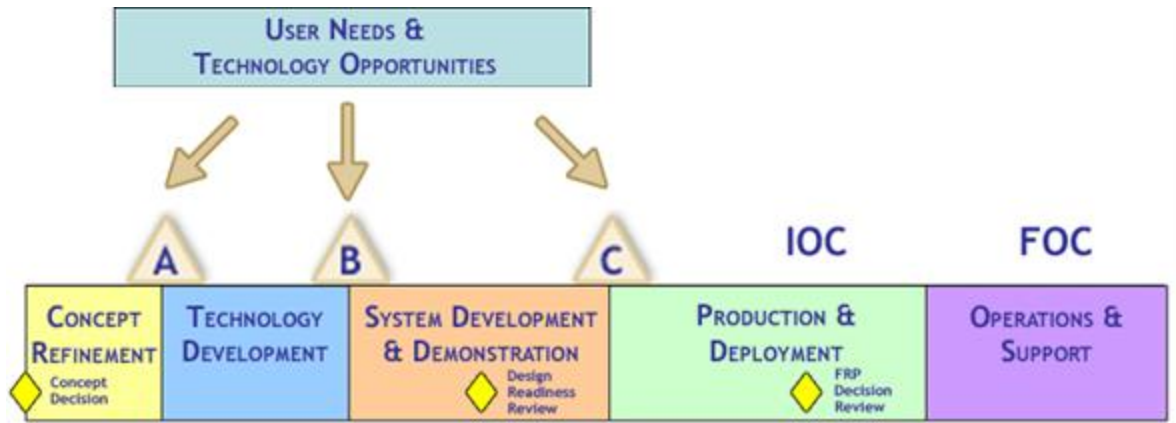 USER NEEDS &
TECHNOLOGY OPPORTUNITIES
A
B
C
IOC
FOC
CONCEPT
REFINEMENT
Concept
Decision
TECHNOLOGY
DEVELOPMENT
SYSTEM DEVELOPMENT
& DEMONSTRATION
Design
Readiness
Review
PRODUCTION &
DEPLOYMENT
FRP
Decision
Review
OPERATIONS &
SUPPORT